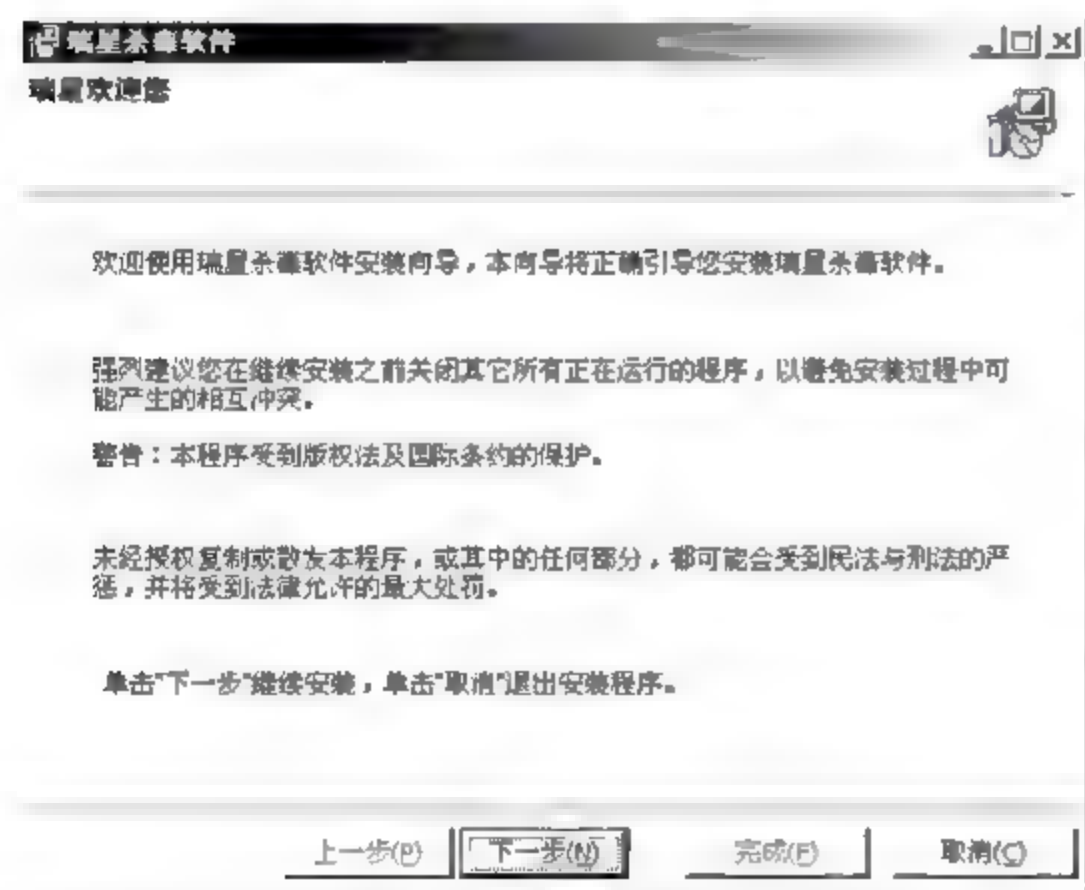 瑞星杀毒软件
瑞星欢迎您
欢迎使用瑞星杀毒软件安装向导，本向导将正确引导您安装瑞星杀毒软件。
强烈建议您在继续安装之前关闭其它所有正在运行的程序，以避免安装过程中可
能产生的相互冲突。
警告：本程序受到版权法及国际条约的保护。
未经授权复制或散发本程序，或其中的任何部分，都可能会受到民法与刑法的严
惩，并将受到法律允许的最大处罚。
单击"下一步"继续安装，单击"取消"退出安装程序。
上一步(P) 下一步(N) 完成(F) 取消(C)